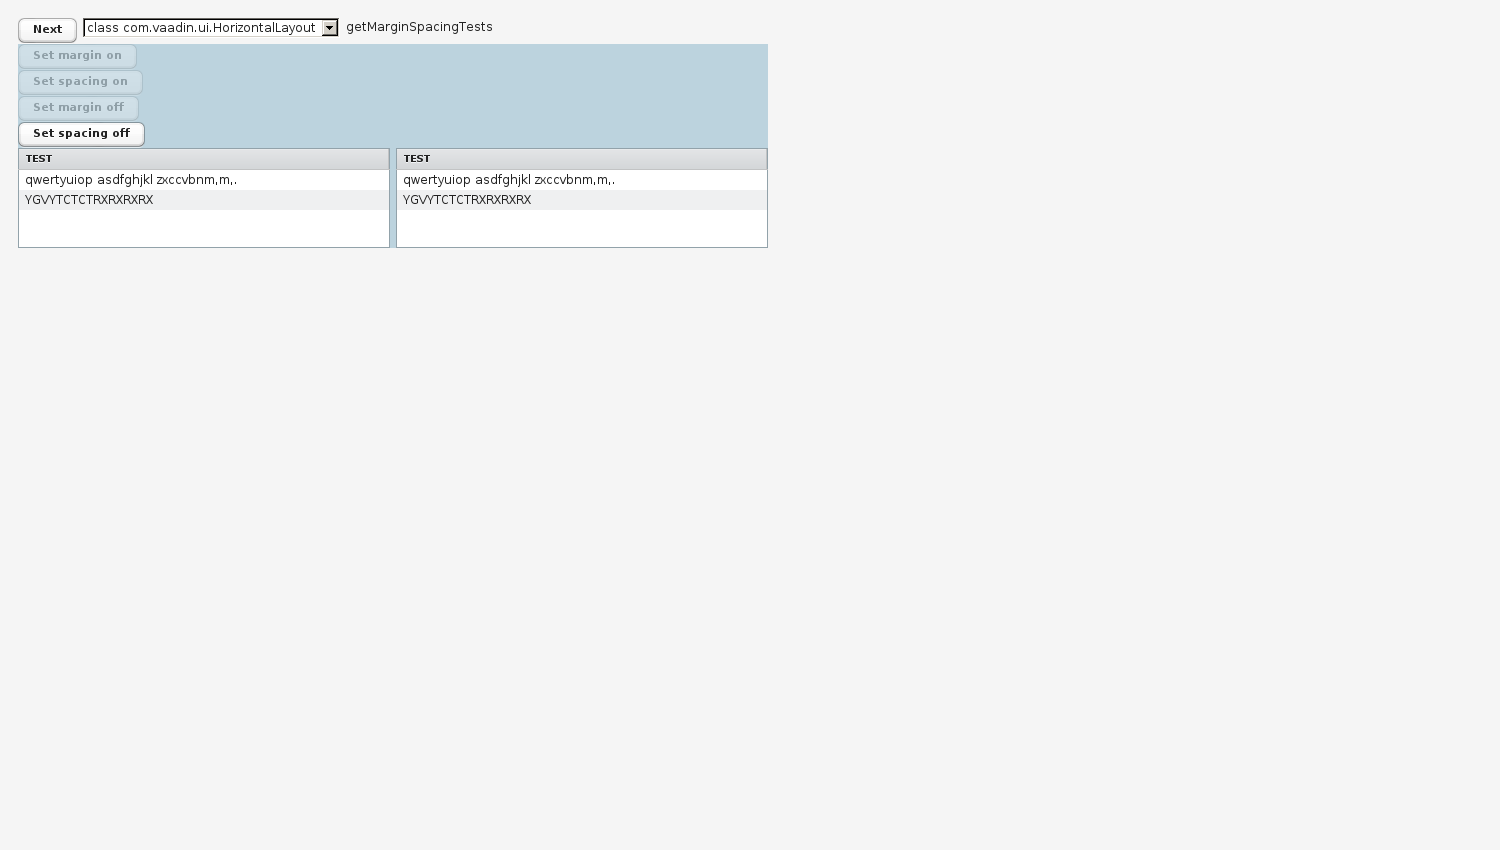 Next class com.vaadin.ui.HorizontalLayout getMarginSpacingTests
Set margin on
Set spacing on
Set margin off
Set spacing off
TEST TEST
qwertyuiop asdfghjkl zxccvbnm,m,. qwertyuiop asdfghjkl zxccvbnm,m,.
YGVYTCTCTRXRXRXRX YGVYTCTCTRXRXRXRX